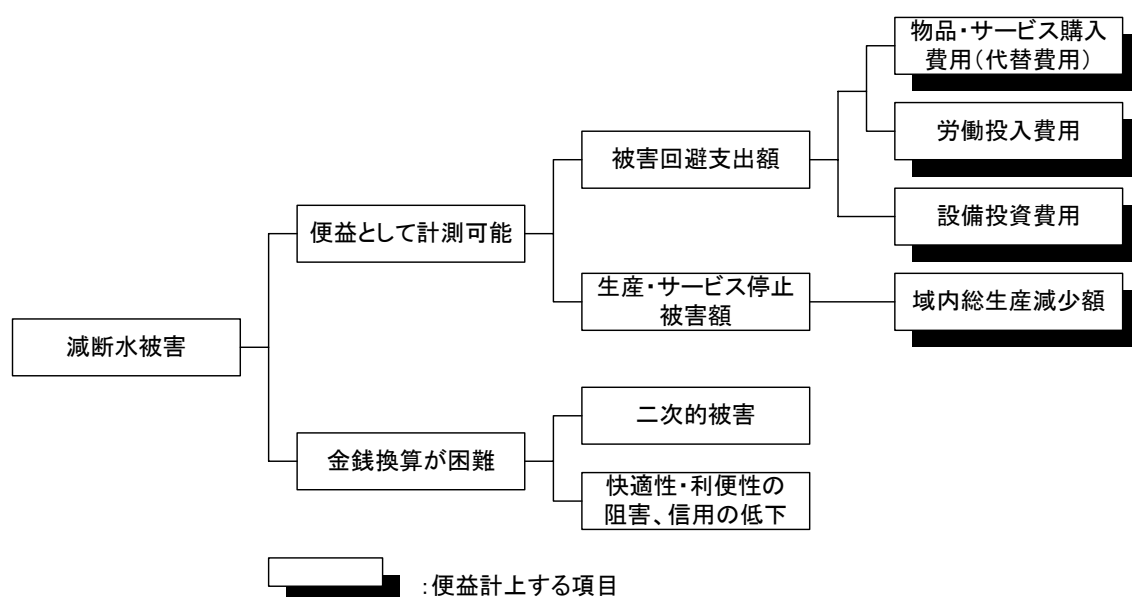 物品・サービス購入
費用(代替費用)
労働投入費用
被害回避支出額
設備投資費用
便益として計測可能
生産・サービス停止
被害額
域内総生産減少額
減断水被害
二次的被害
金銭換算が困難
快適性・利便性の
阻害、信用の低下
:便益計上する項目